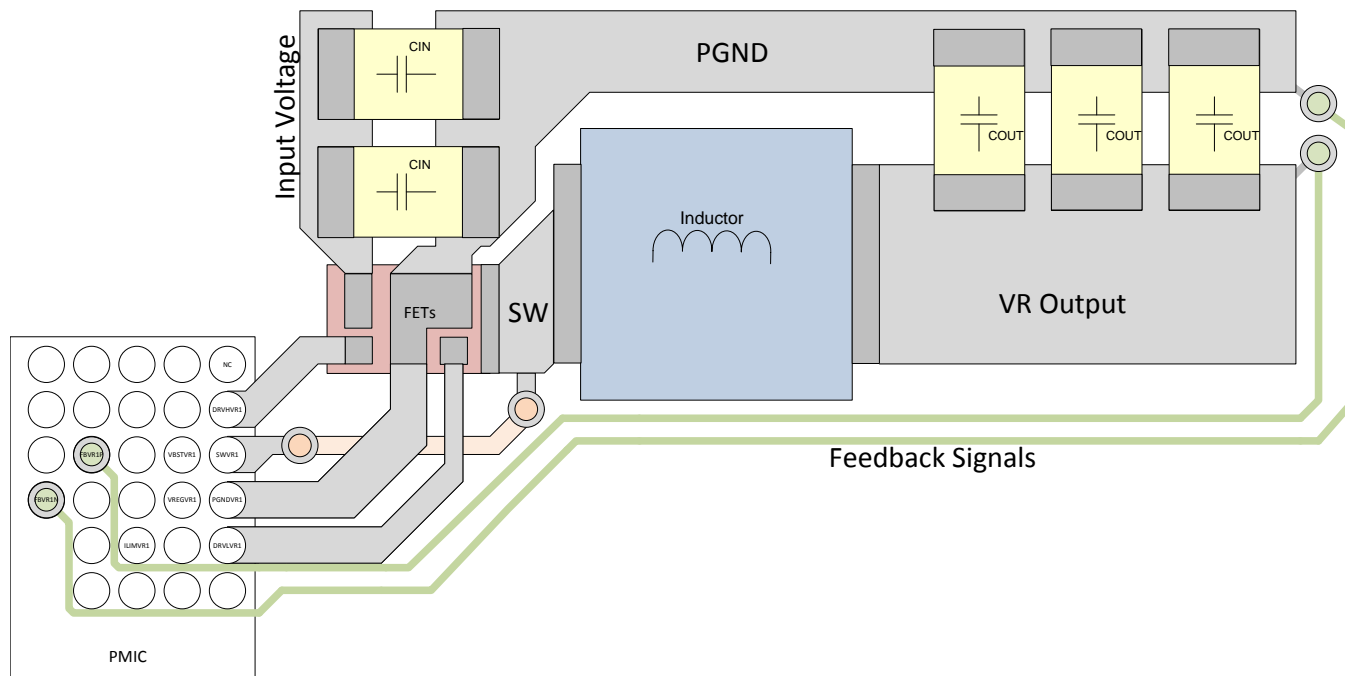 Input Voltage
CIN
PGND
CIN
COUT
COUT
COUT
Inductor
FETs
SW
VR Output
NC
DRVHVR1
FBVR1P
VBSTVR1
SWVR1
Feedback Signals
FBVR1N
VREGVR1
PGNDVR1
ILIMVR1
DRVLVR1
PMIC